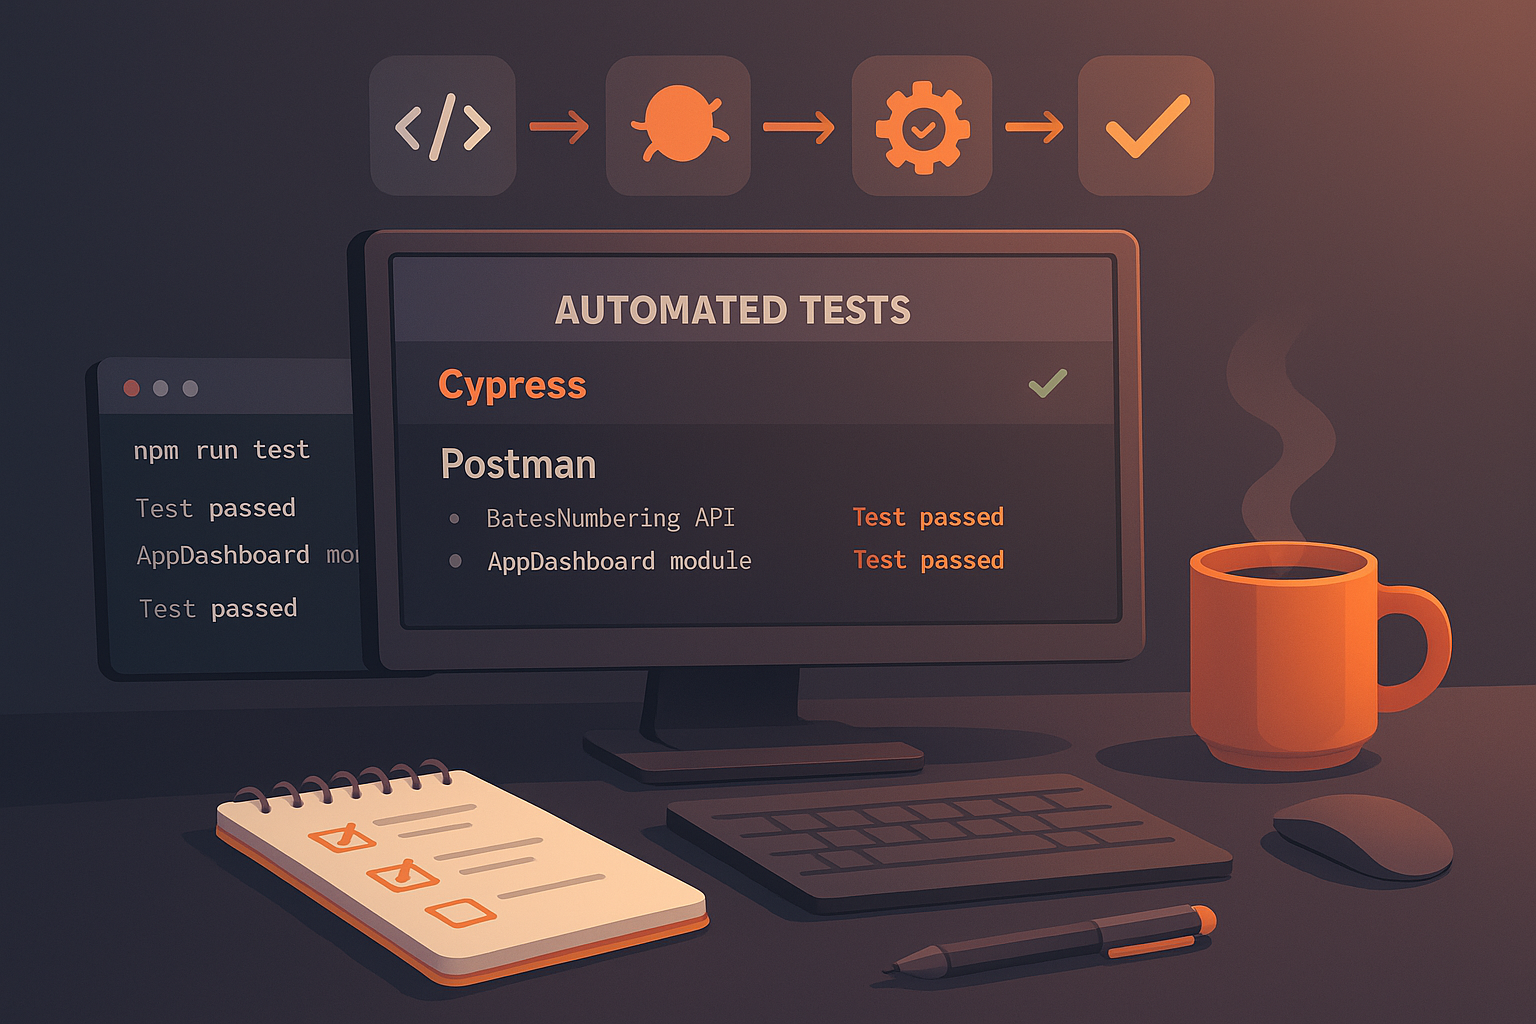 </>
AUTOMATED TESTS
Cypress
Postman
• BatesNumbering API Test passed
• AppDashboard module Test passed
npm run test
Test passed
AppDashboard mo
Test passed